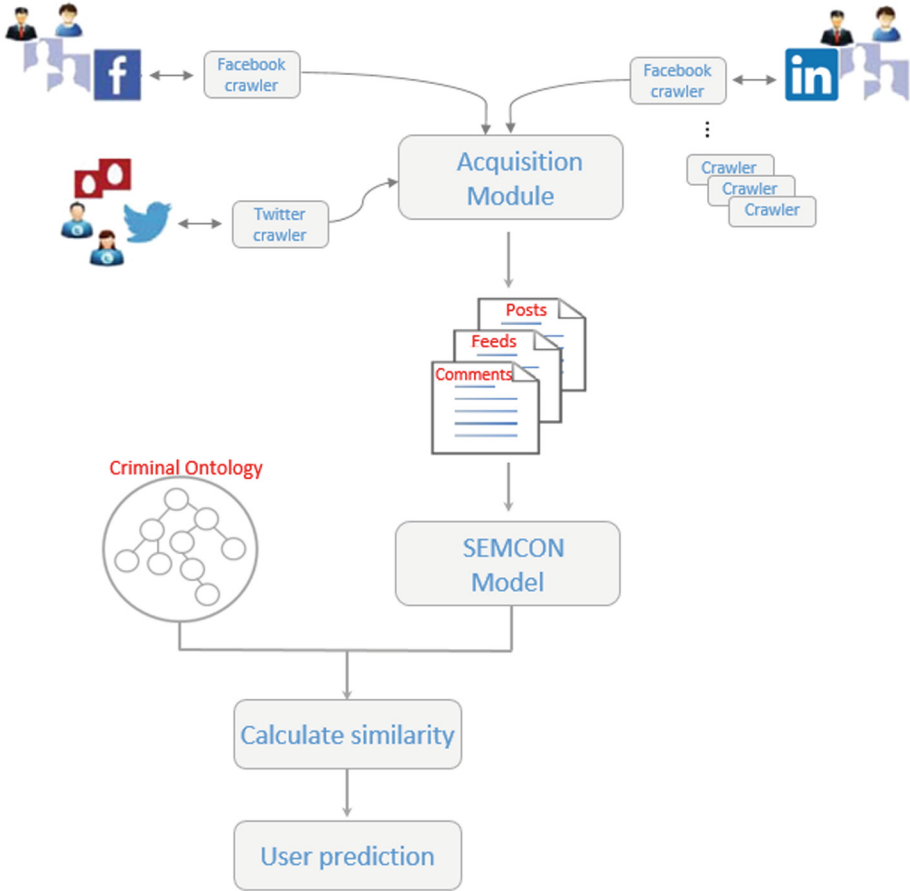 Facebook
crawler
Facebook
crawler
Acquisition
Module
Crawler
Crawler
Crawler
Twitter
crawler
Posts
Feeds
Comments
Criminal Ontology
SEMCON
Model
Calculate similarity
User prediction